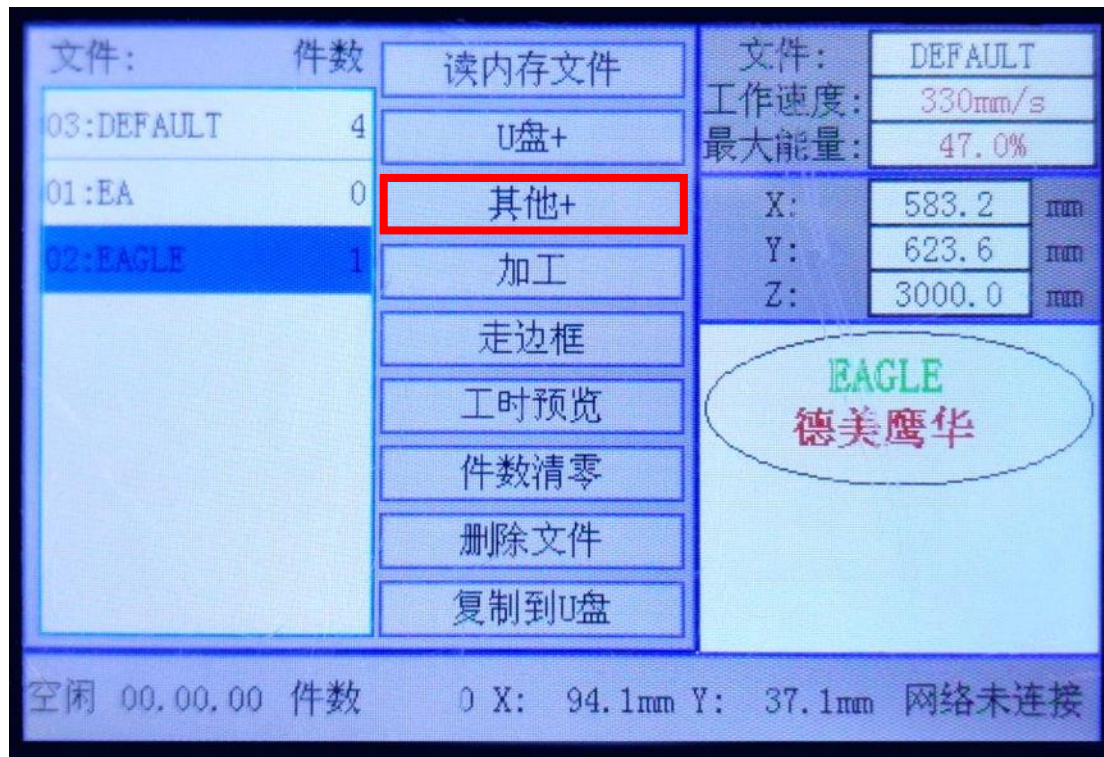 文件: 件数
03:DEFAULT 4
01:EA 0
02:EAGLE 1
读内存文件
U盘+
其他+
加工
走边框
工时预览
件数清零
删除文件
复制到U盘
文件: DEFAULT
工作速度: 330mm/s
最大能量: 47.0%
X: 583.2 mm
Y: 623.6 mm
Z: 3000.0 mm
EAGLE
德美鹰华
空闲 00.00.00 件数 0 X: 94.1mm Y: 37.1mm 网络未连接